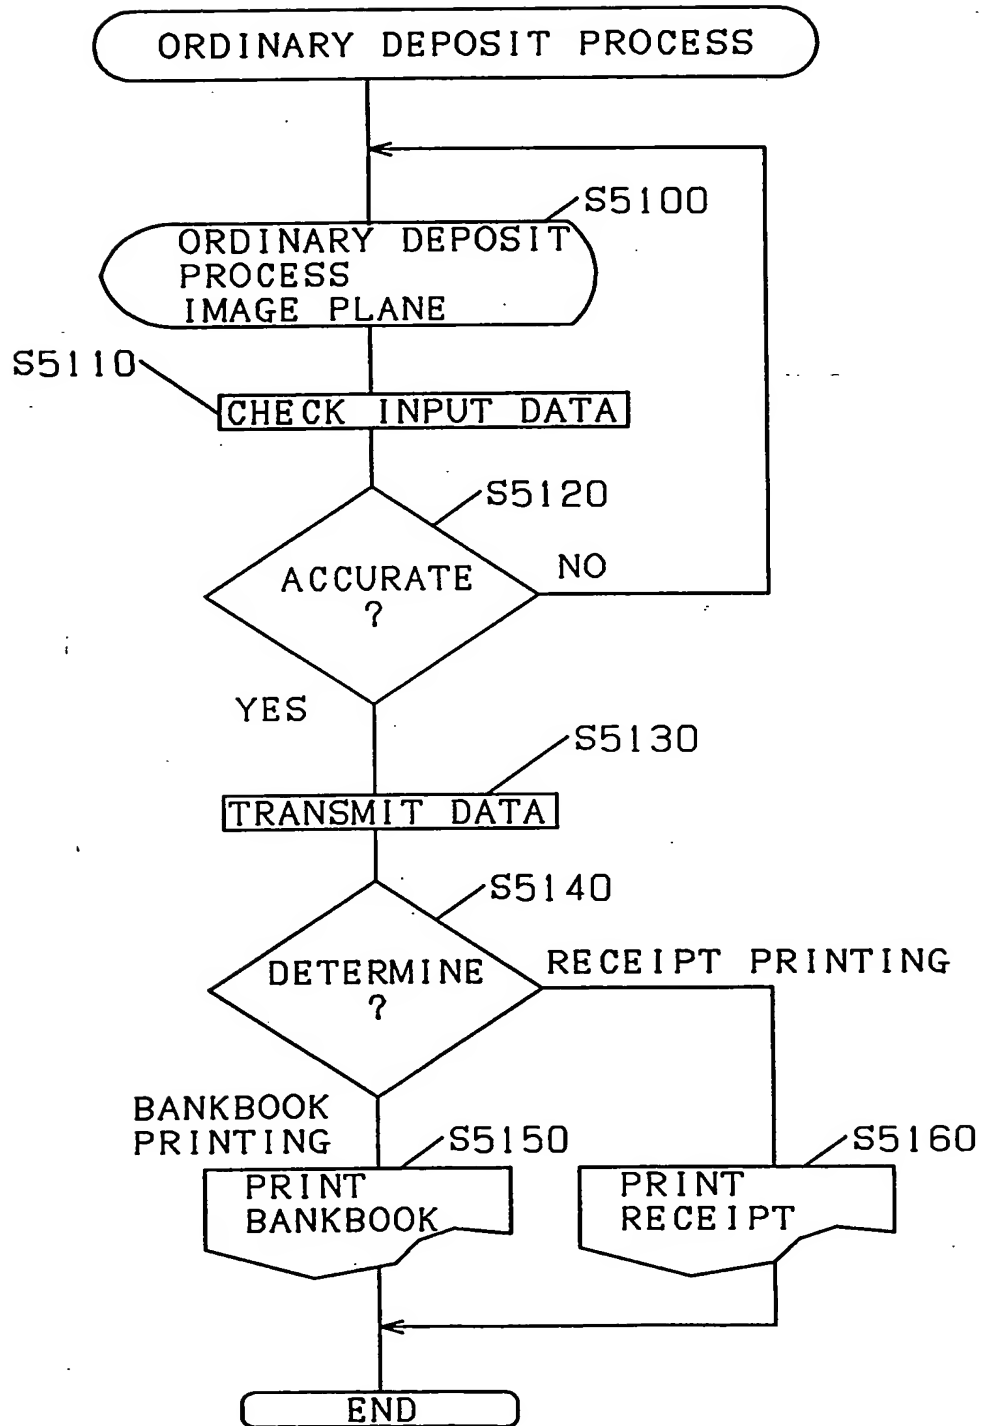 ORDINARY DEPOSIT PROCESS
S5100
ORDINARY DEPOSIT
PROCESS
IMAGE PLANE
S5110
CHECK INPUT DATA
S5120
ACCURATE
?
NO
YES
S5130
TRANSMIT DATA
S5140
DETERMINE
?
RECEIPT PRINTING
BANKBOOK
PRINTING
S5150
S5160
PRINT
BANKBOOK
PRINT
RECEIPT
END